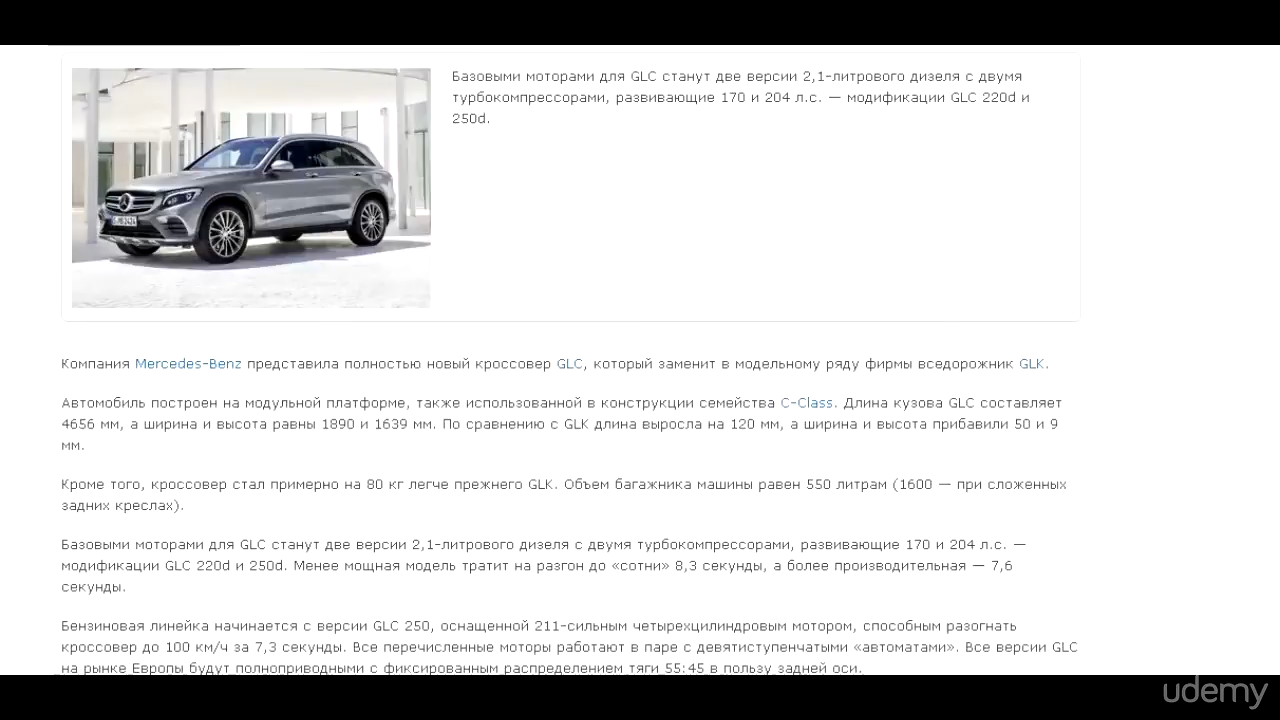 Базовыми моторами для GLC станут две версии 2,1-литрового дизеля с двумя
турбокомпрессорами, развивающие 170 и 204 л.с. — модификации GLC 220d и
250d.
Компания Mercedes-Benz представила полностью новый кроссовер GLC, который заменит в модельному ряду фирмы вседорожник GLK.
Автомобиль построен на модульной платформе, также использованной в конструкции семейства C-Class. Длина кузова GLC составляет
4656 мм, а ширина и высота равны 1890 и 1639 мм. По сравнению с GLK длина выросла на 120 мм, а ширина и высота прибавили 50 и 9
мм.
Кроме того, кроссовер стал примерно на 80 кг легче прежнего GLK. Объем багажника машины равен 550 литрам (1600 — при сложенных
задних креслах).
Базовыми моторами для GLC станут две версии 2,1-литрового дизеля с двумя турбокомпрессорами, развивающие 170 и 204 л.с. —
модификации GLC 220d и 250d. Менее мощная модель тратит на разгон до «сотни» 8,3 секунды, а более производительная — 7,6
секунды.
Бензиновая линейка начинается с версии GLC 250, оснащенной 211-сильным четырехцилиндровым мотором, способным разогнать
кроссовер до 100 км/ч за 7,3 секунды. Все перечисленные моторы работают в паре с девятиступенчатыми «автоматами». Все версии GLC
на рынке Европы будут полноприводными с фиксированным распределением тяги 55:45 в пользу задней оси.
udemy